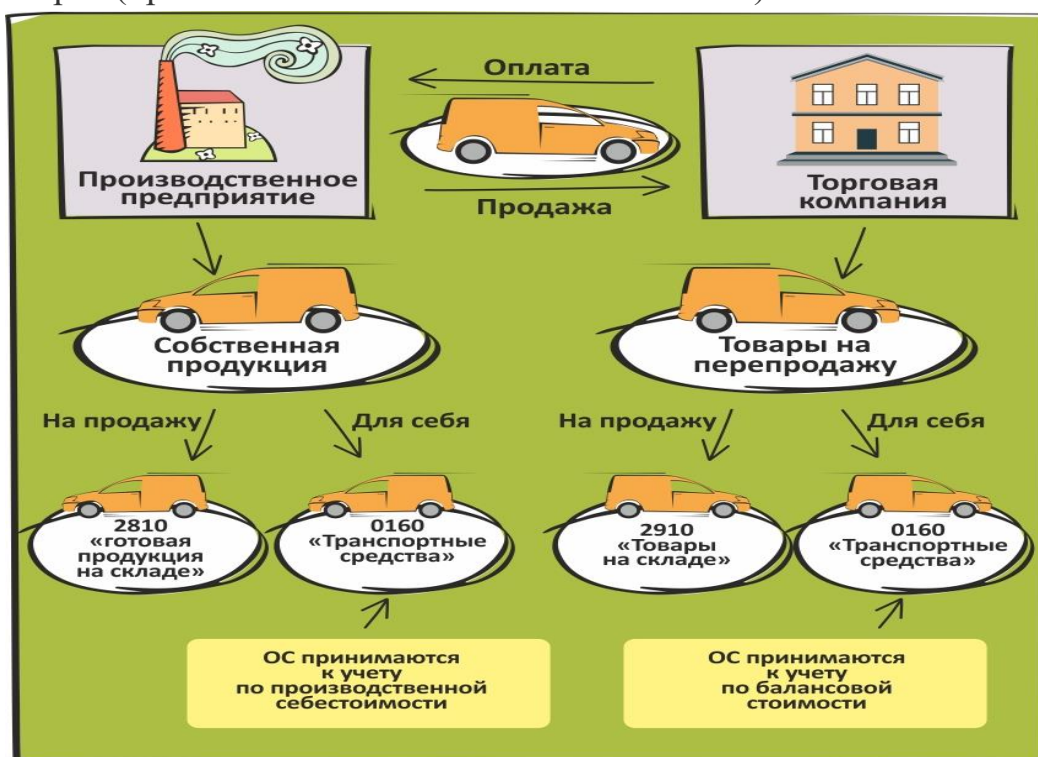 Оплата
Производственное
предприятие
Продажа
Торговая
компания
Собственная
продукция
Товары на
перепродажу
На продажу
Для себя
На продажу
Для себя
2810
«готовая
продукция
на складе»
0160
«Транспортные
средства»
2910
«Товары
на складе»
0160
«Транспортные
средства»
ОС принимаются
к учету
по производственной
себестоимости
ОС принимаются
к учету
по балансовой
стоимости